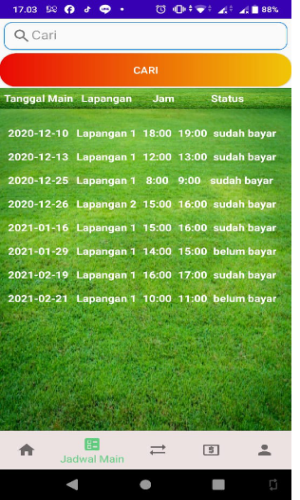 17.03 88%
Cari
CARI
Tanggal Main Lapangan Jam Status
2020-12-10 Lapangan 1 18:00 19:00 sudah bayar
2020-12-13 Lapangan 1 12:00 13:00 sudah bayar
2020-12-25 Lapangan 1 8:00 9:00 sudah bayar
2020-12-26 Lapangan 2 15:00 16:00 sudah bayar
2021-01-16 Lapangan 1 15:00 16:00 sudah bayar
2021-01-29 Lapangan 1 14:00 15:00 belum bayar
2021-02-19 Lapangan 1 16:00 17:00 sudah bayar
2021-02-21 Lapangan 1 10:00 11:00 belum bayar
Jadwal Main